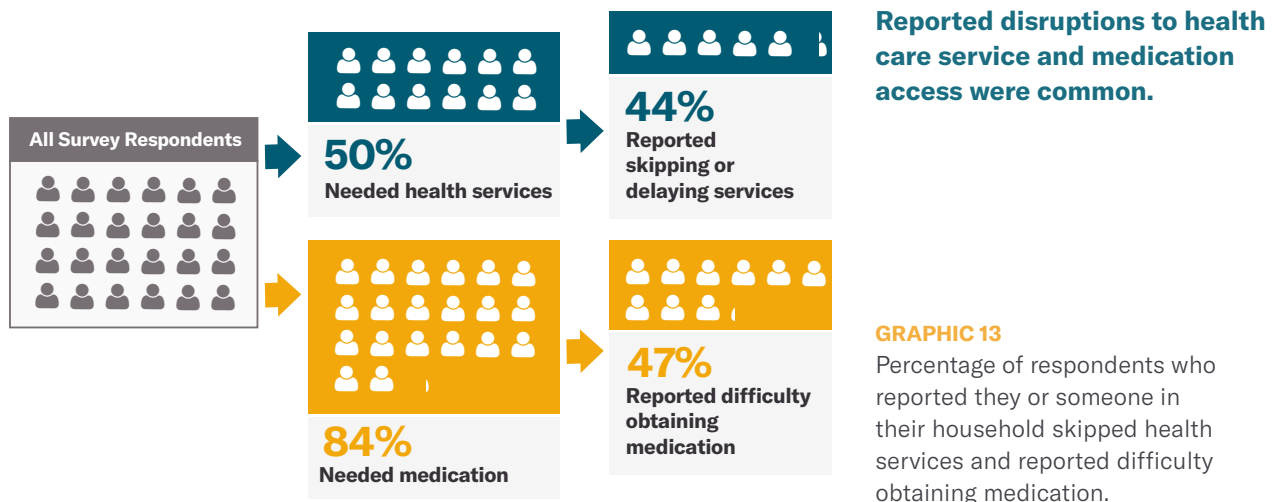 Reported disruptions to health
care service and medication
access were common.
All Survey Respondents
50%
Needed health services
44%
Reported
skipping or
delaying services
84%
Needed medication
47%
Reported difficulty
obtaining
medication
GRAPHIC 13
Percentage of respondents who
reported they or someone in
their household skipped health
services and reported difficulty
obtaining medication.